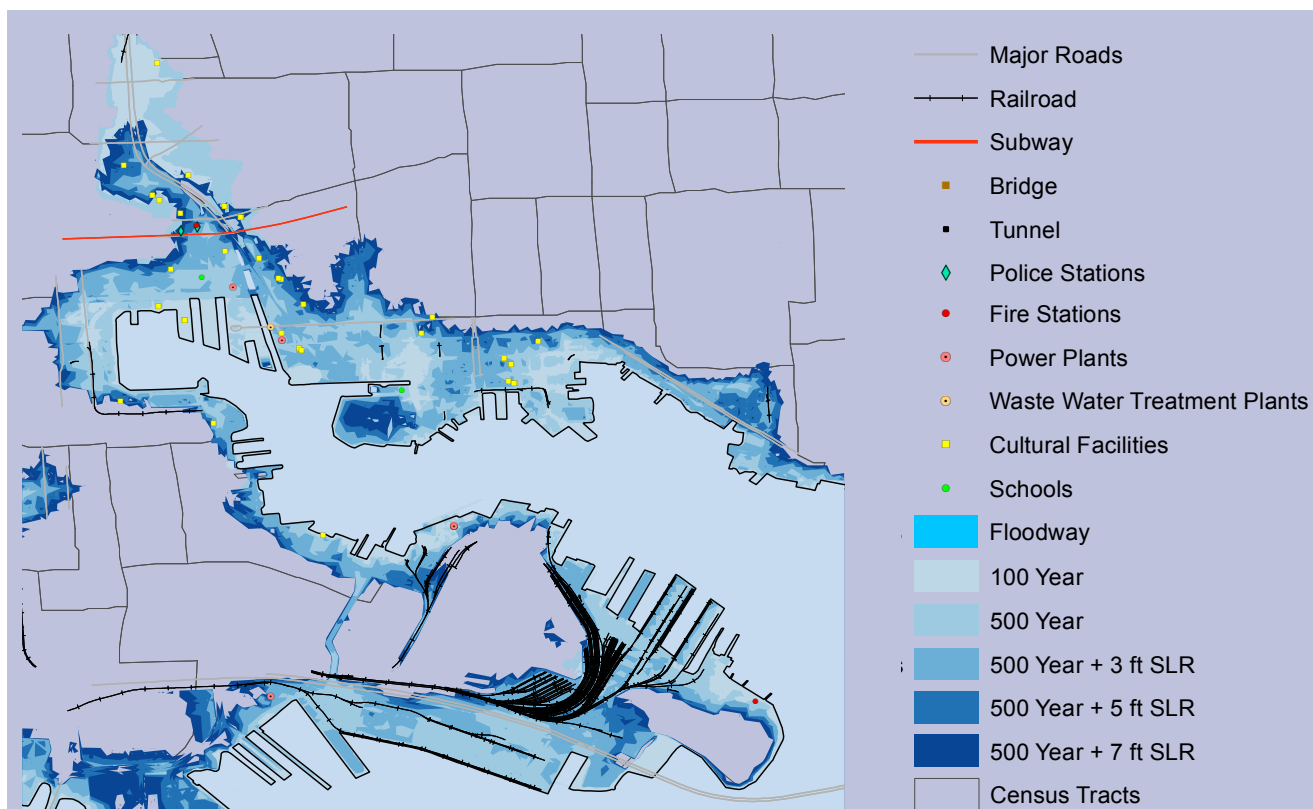 Major Roads
Railroad
Subway
Bridge
Tunnel
Police Stations
Fire Stations
Power Plants
Waste Water Treatment Plants
Cultural Facilities
Schools
Floodway
100 Year
500 Year
500 Year + 3 ft SLR
500 Year + 5 ft SLR
500 Year + 7 ft SLR
Census Tracts